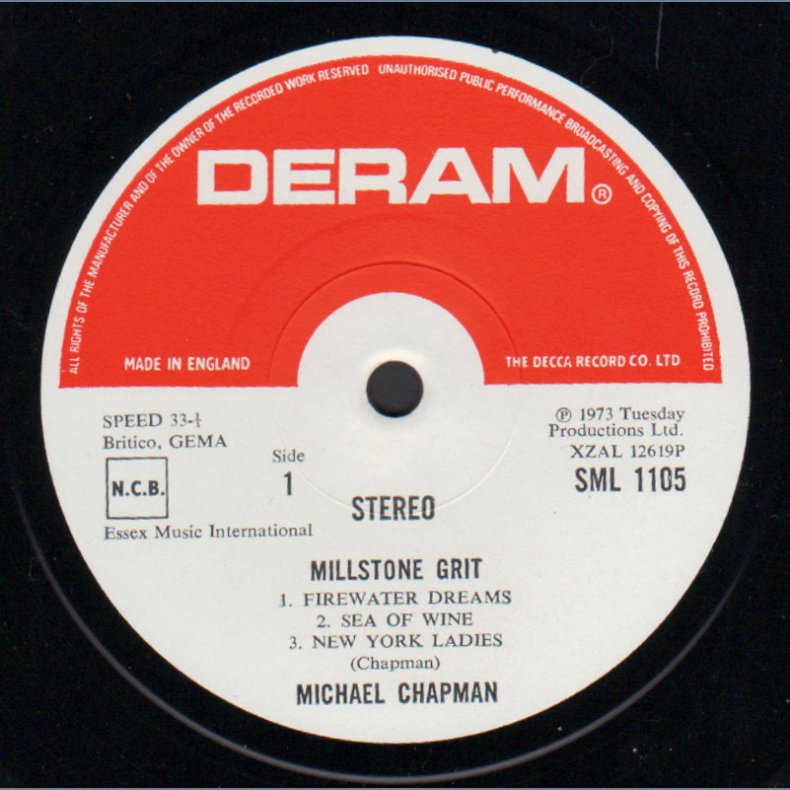 ALL RIGHTS OF THE MANUFACTURER AND OF THE OWNER OF THE RECORDED WORK RESERVED UNAUTHORISED PUBLIC PERFORMANCE BROADCASTING AND COPYING OF THIS RECORD PROHIBITED
DERAM®
MADE IN ENGLAND
THE DECCA RECORD CO. LTD
SPEED 33-⅓
Britico, GEMA
N.C.B.
Essex Music International
Side
1
STEREO
℗ 1973 Tuesday
Productions Ltd.
XZAL 12619P
SML 1105
MILLSTONE GRIT
1. FIREWATER DREAMS
2. SEA OF WINE
3. NEW YORK LADIES
(Chapman)
MICHAEL CHAPMAN